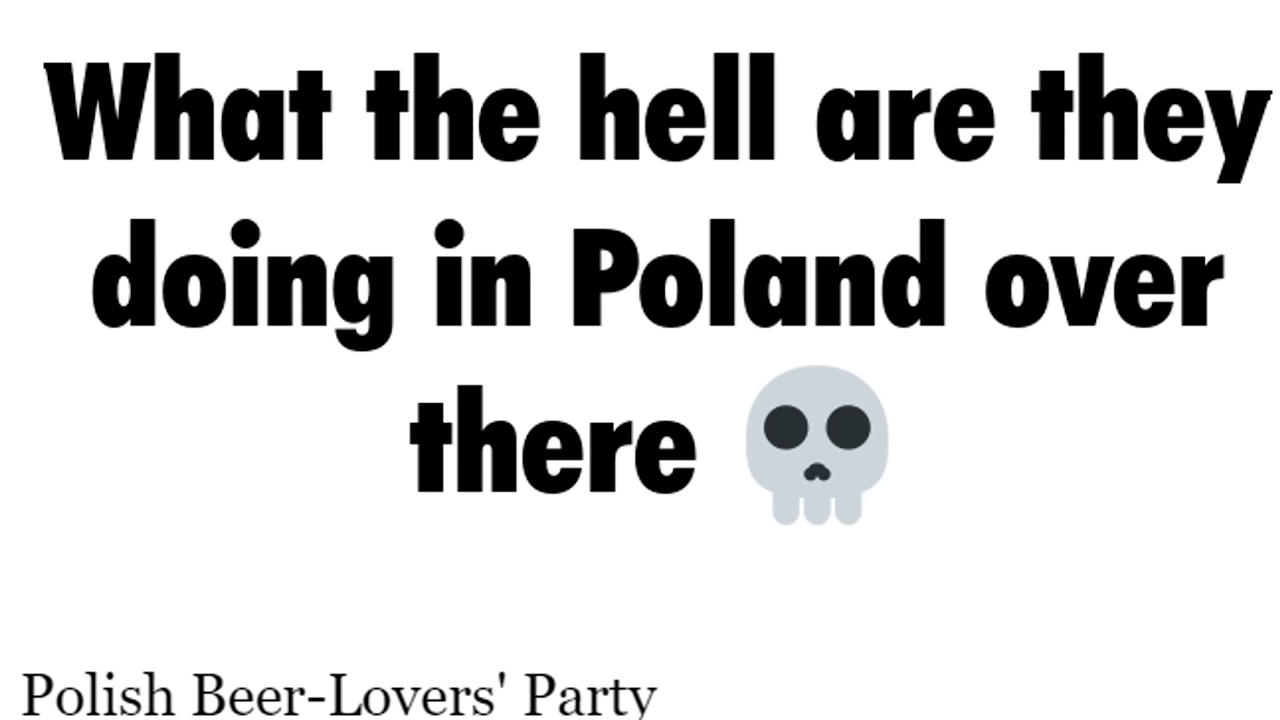 What the hell are they
doing in Poland over
there 💀
Polish Beer-Lovers' Party